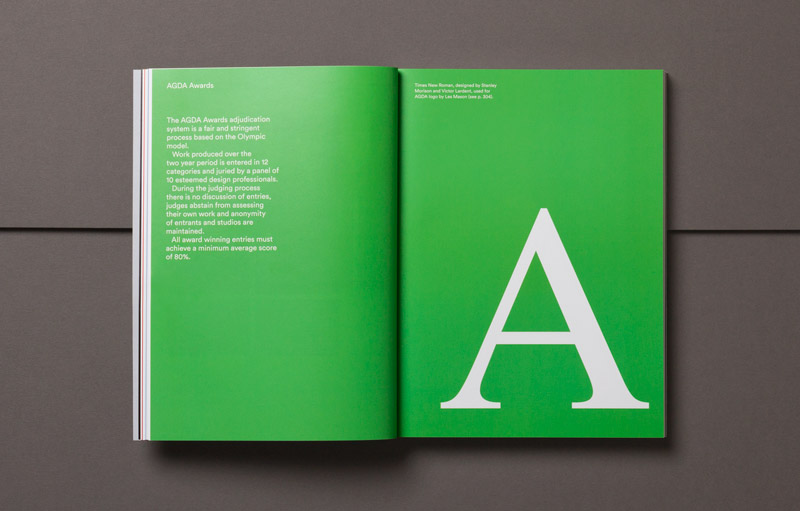 AGDA Awards
The AGDA Awards adjudication
system is a fair and stringent
process based on the Olympic
model.
Work produced over the
two year period is entered in 12
categories and juried by a panel of
10 esteemed design professionals.
During the judging process
there is no discussion of entries,
judges abstain from assessing
their own work and anonymity
of entrants and studios are
maintained.
All award winning entries must
achieve a minimum average score
of 80%.
Times New Roman, designed by Stanley
Morison and Victor Lardent, used for
AGDA logo by Les Mason (see p. 304).
A